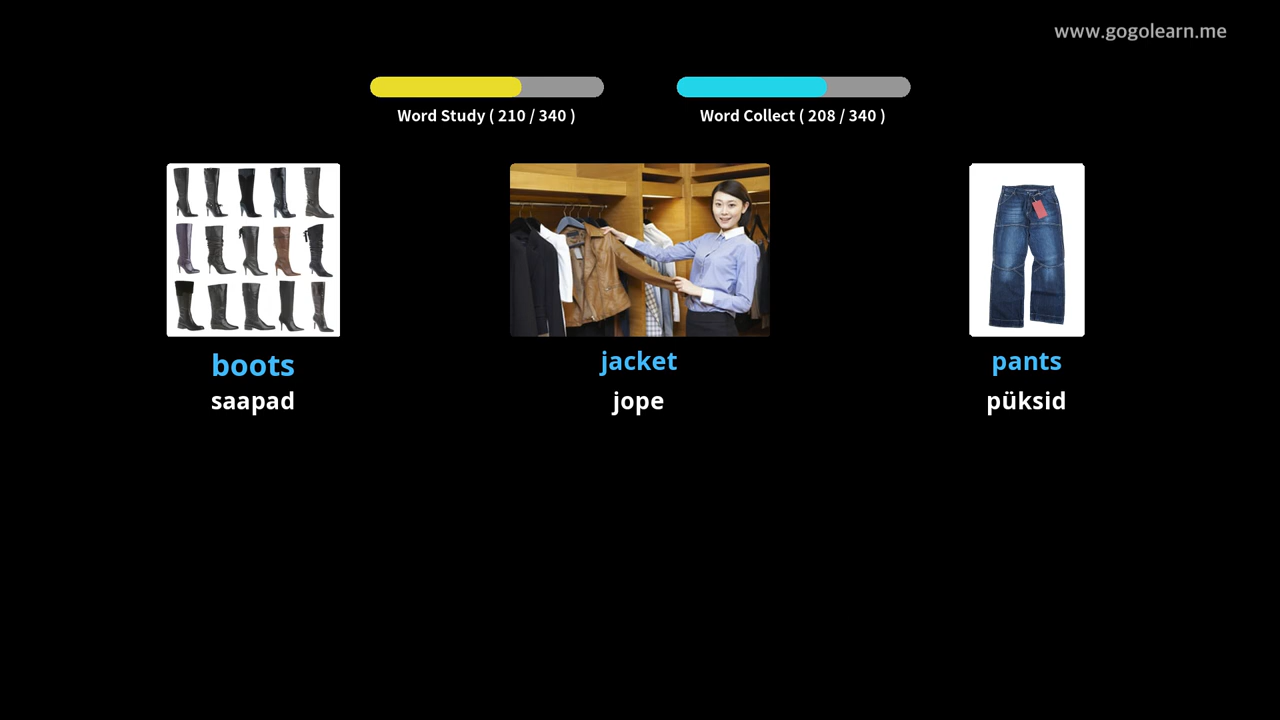 www.gogolearn.me
Word Study ( 210 / 340 )
Word Collect ( 208 / 340 )
boots
saapad
jacket
jope
pants
püksid